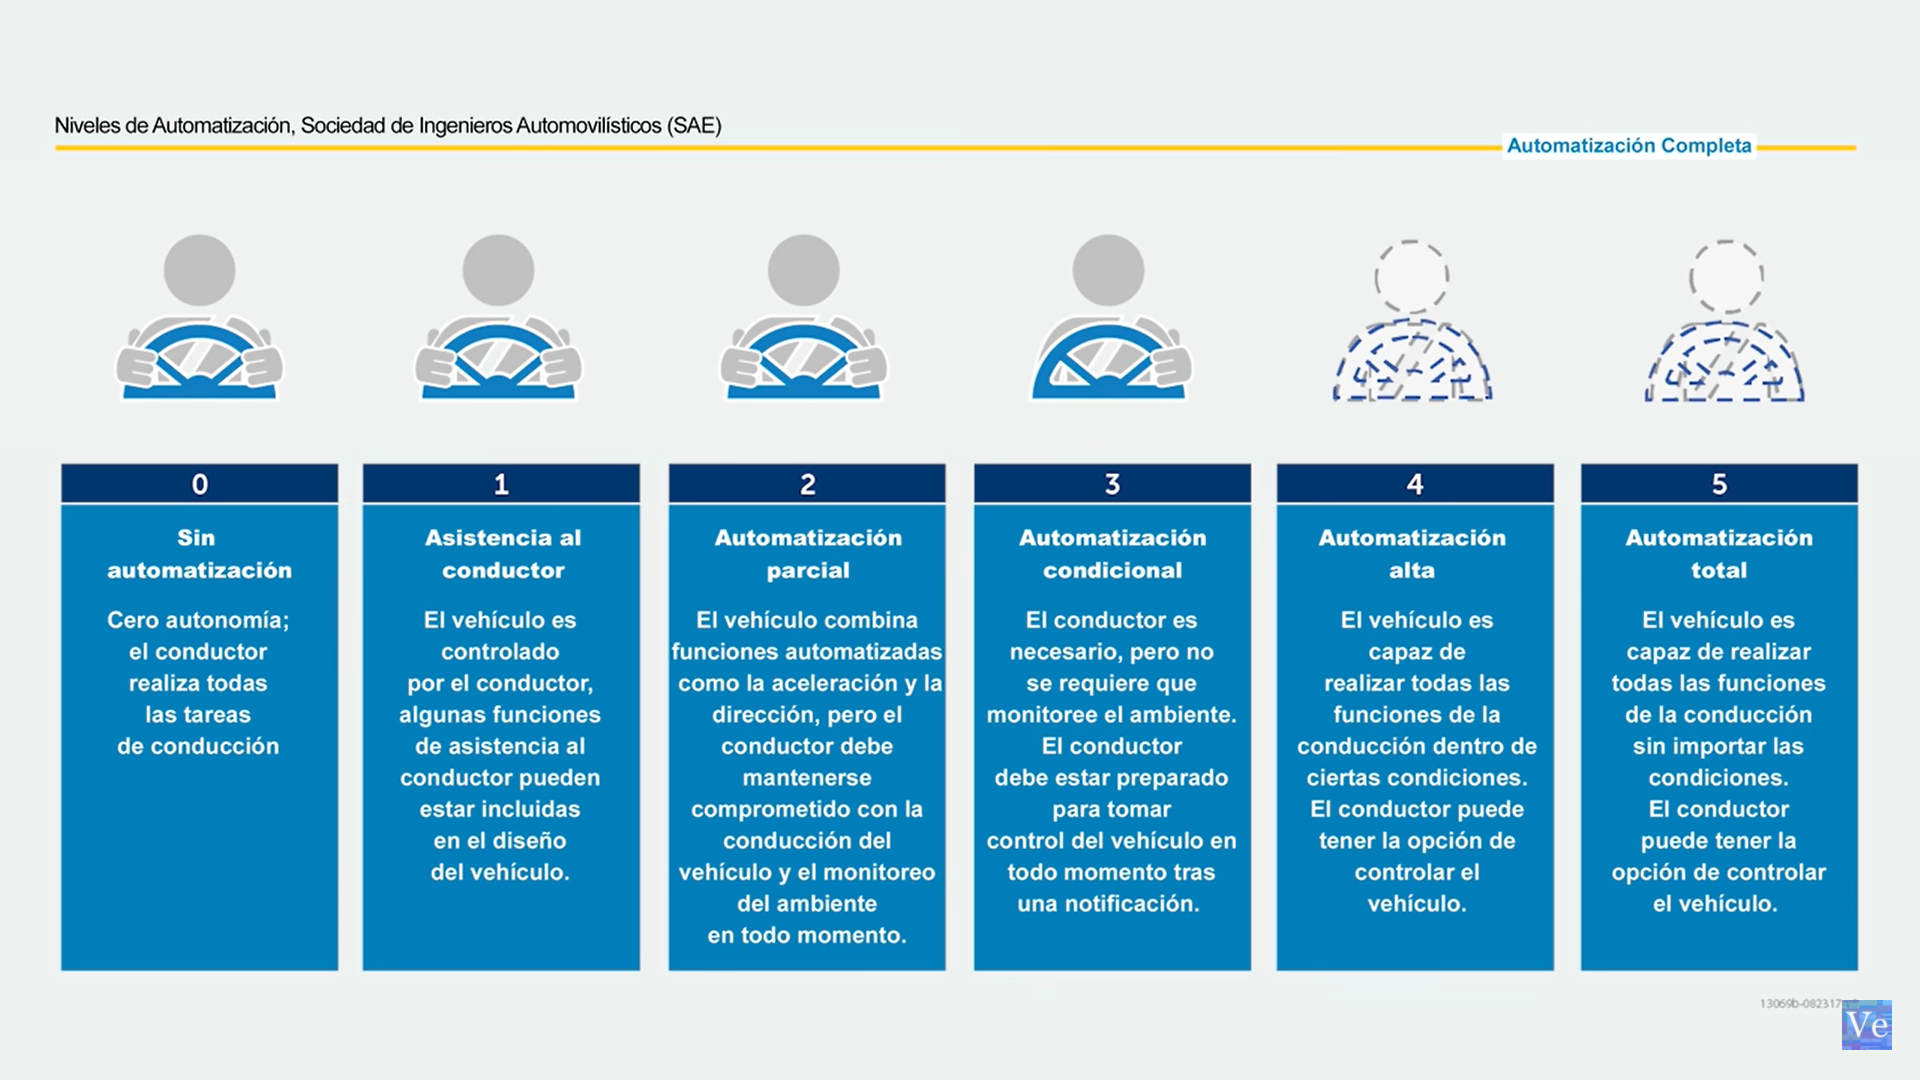 Niveles de Automatización, Sociedad de Ingenieros Automovilísticos (SAE)
Automatización Completa
0
Sin
automatización
Cero autonomía;
el conductor
realiza todas
las tareas
de conducción
1
Asistencia al
conductor
El vehículo es
controlado
por el conductor,
algunas funciones
de asistencia al
conductor pueden
estar incluidas
en el diseño
del vehículo.
2
Automatización
parcial
El vehículo combina
funciones automatizadas
como la aceleración y la
dirección, pero el
conductor debe
mantenerse
comprometido con la
conducción del
vehículo y el monitoreo
del ambiente
en todo momento.
3
Automatización
condicional
El conductor es
necesario, pero no
se requiere que
monitoree el ambiente.
El conductor
debe estar preparado
para tomar
control del vehículo en
todo momento tras
una notificación.
4
Automatización
alta
El vehículo es
capaz de
realizar todas las
funciones de la
conducción dentro de
ciertas condiciones.
El conductor puede
tener la opción de
controlar el
vehículo.
5
Automatización
total
El vehículo es
capaz de realizar
todas las funciones
de la conducción
sin importar las
condiciones.
El conductor
puede tener la
opción de controlar
el vehículo.
13069b-082317
Ve